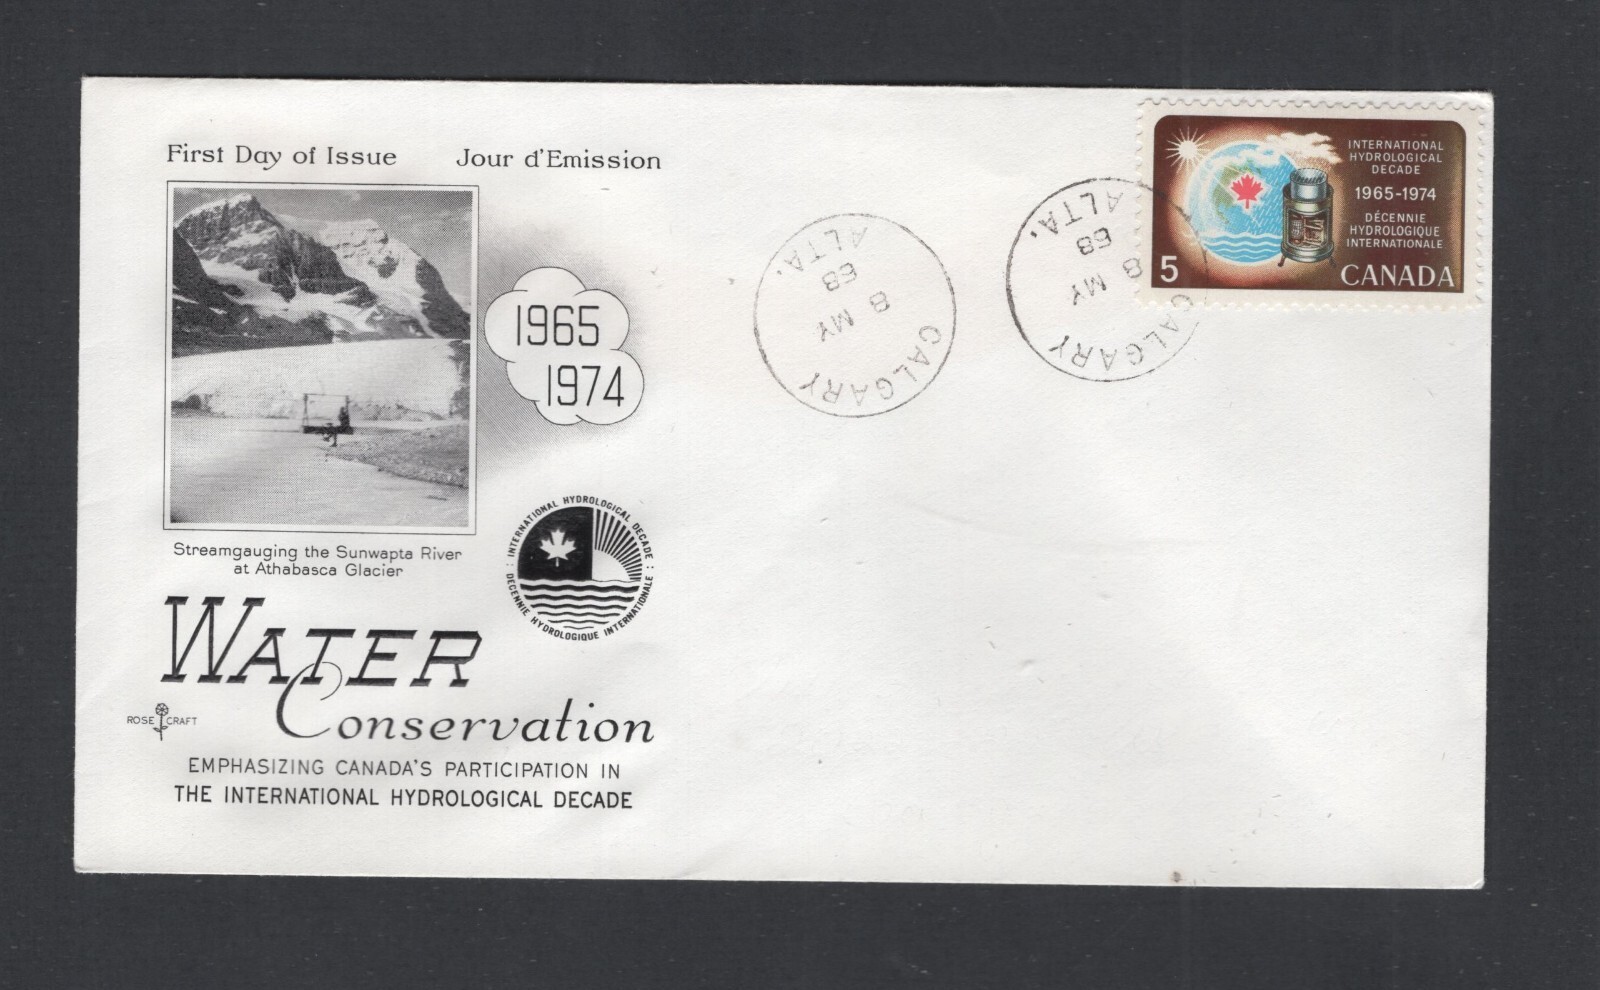 First Day of Issue Jour d'Emission
1965
1974
Streamgauging the Sunwapta River
at Athabasca Glacier
INTERNATIONAL HYDROLOGICAL DECADE :
DECENNIE HYDROLOGIQUE INTERNATIONALE :
WATER
Conservation
ROSE CRAFT
EMPHASIZING CANADA'S PARTICIPATION IN
THE INTERNATIONAL HYDROLOGICAL DECADE
CALGARY
8 MY
68
ALTA.
CALGARY
8 MY
68
ALTA.
INTERNATIONAL
HYDROLOGICAL
DECADE
1965-1974
DÉCENNIE
HYDROLOGIQUE
INTERNATIONALE
5 CANADA